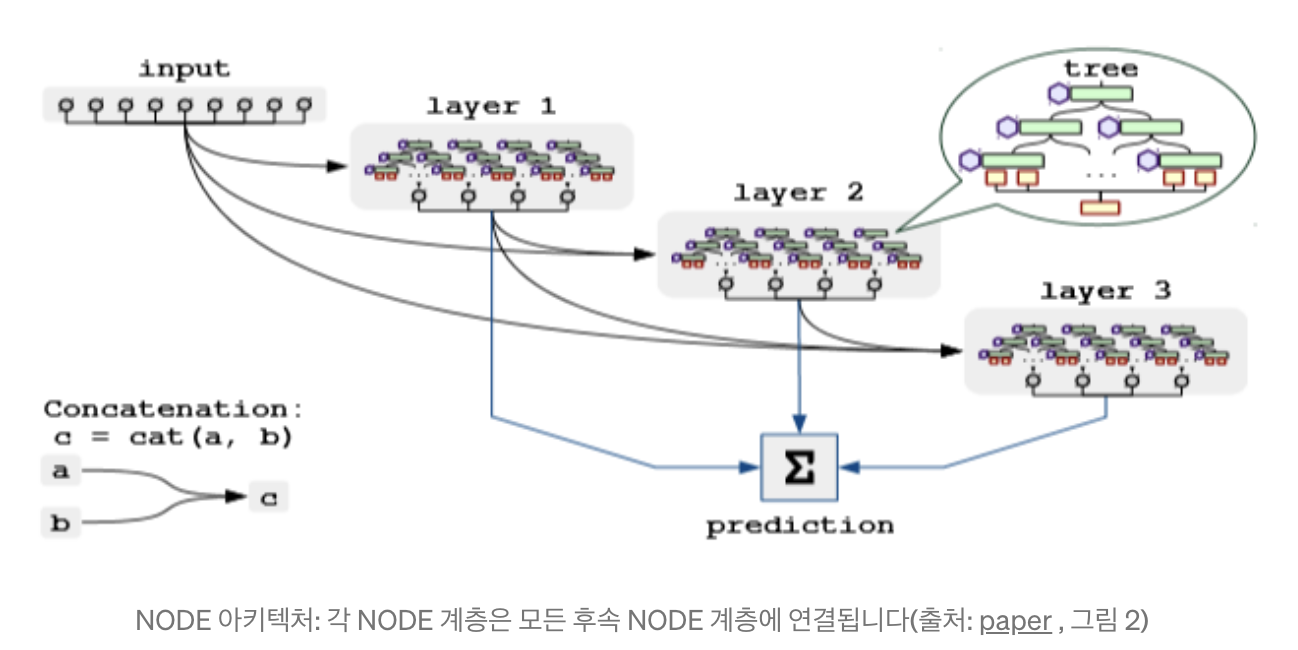 input
layer 1
layer 2
layer 3
tree
...
Concatenation:
c = cat(a, b)
a
b
c
Σ
prediction
NODE 아키텍처: 각 NODE 계층은 모든 후속 NODE 계층에 연결됩니다(출처: paper , 그림 2)